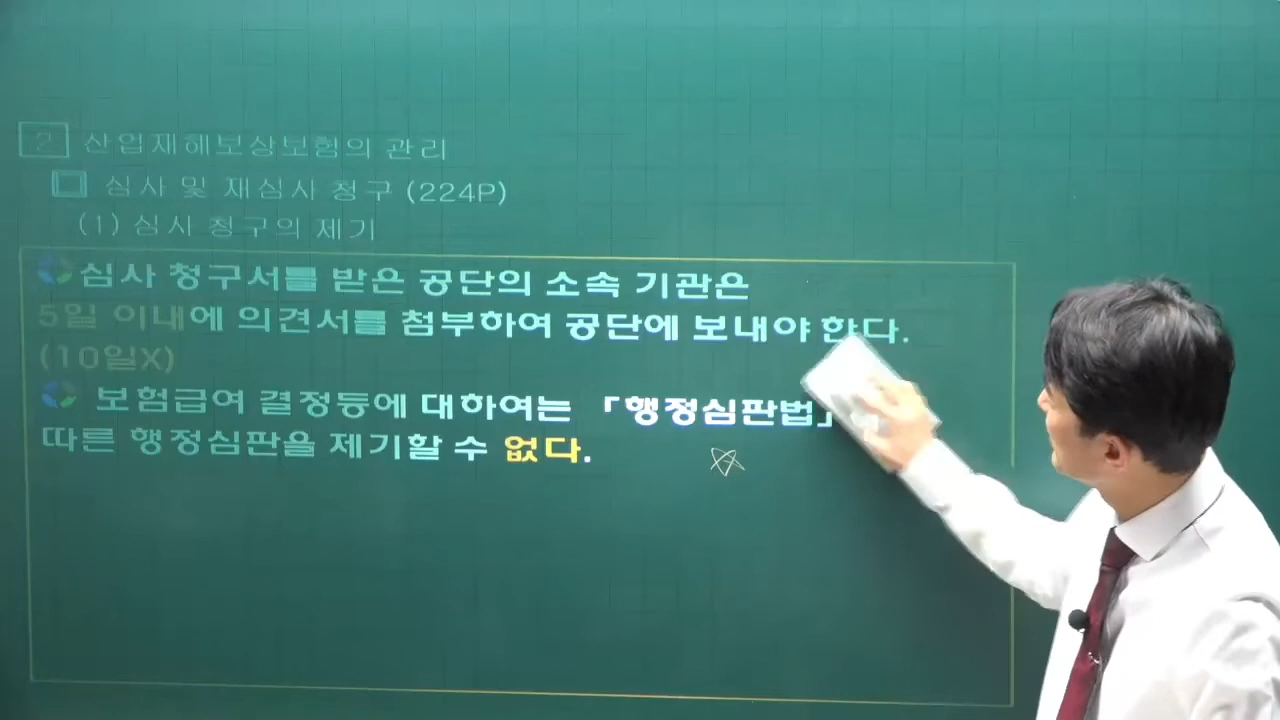 2 산업재해보상보험의 관리
심사 및 재심사 청구 (224P)
(1) 심사 청구의 제기
심사 청구서를 받은 공단의 소속 기관은
5일 이내에 의견서를 첨부하여 공단에 보내야 한다.
(10일X)
보험급여 결정등에 대하여는 「행정심판법」에
따른 행정심판을 제기할 수 없다.